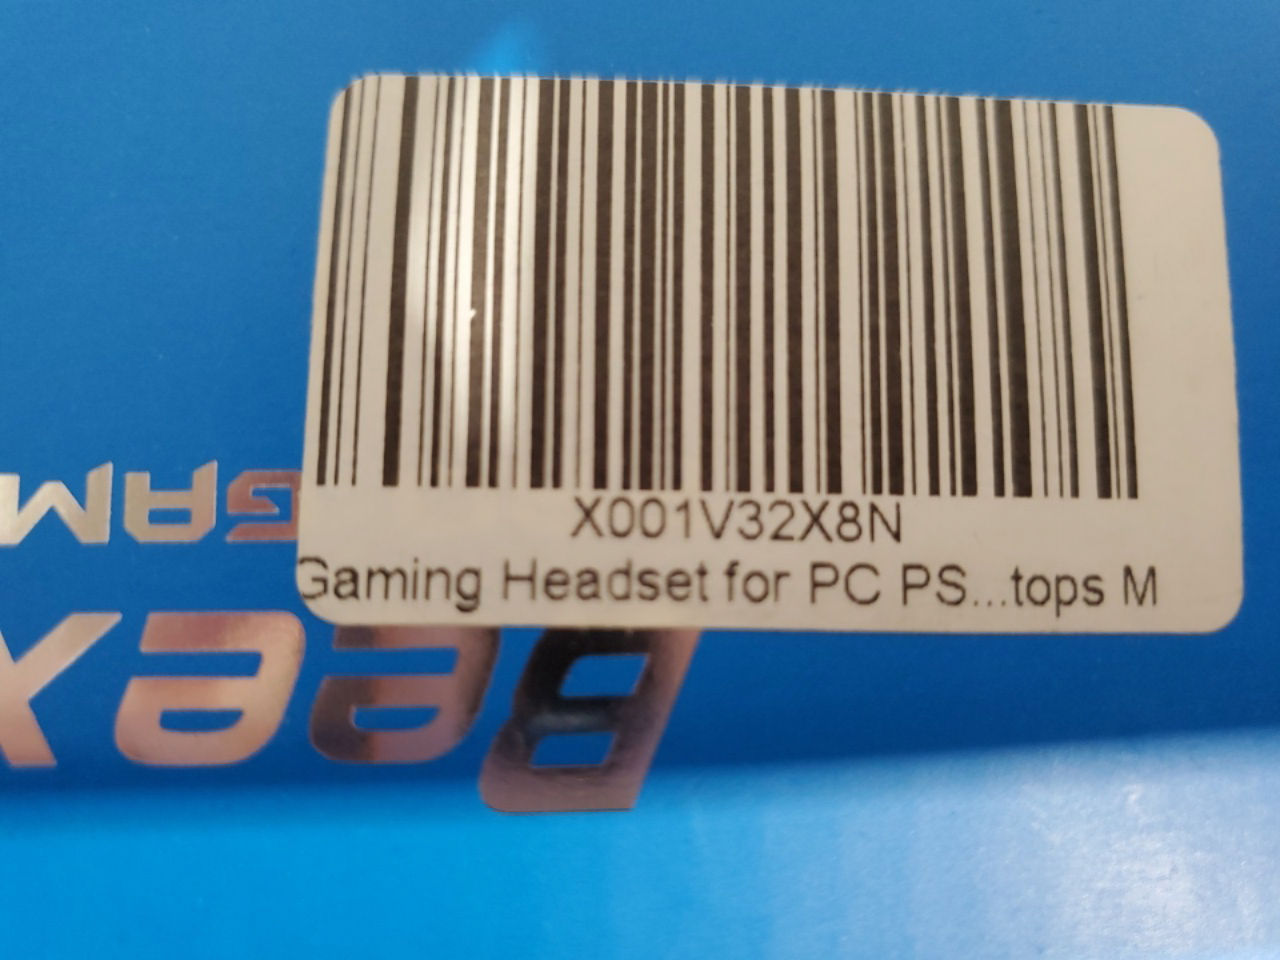 X001V32X8N
Gaming Headset for PC PS...tops M